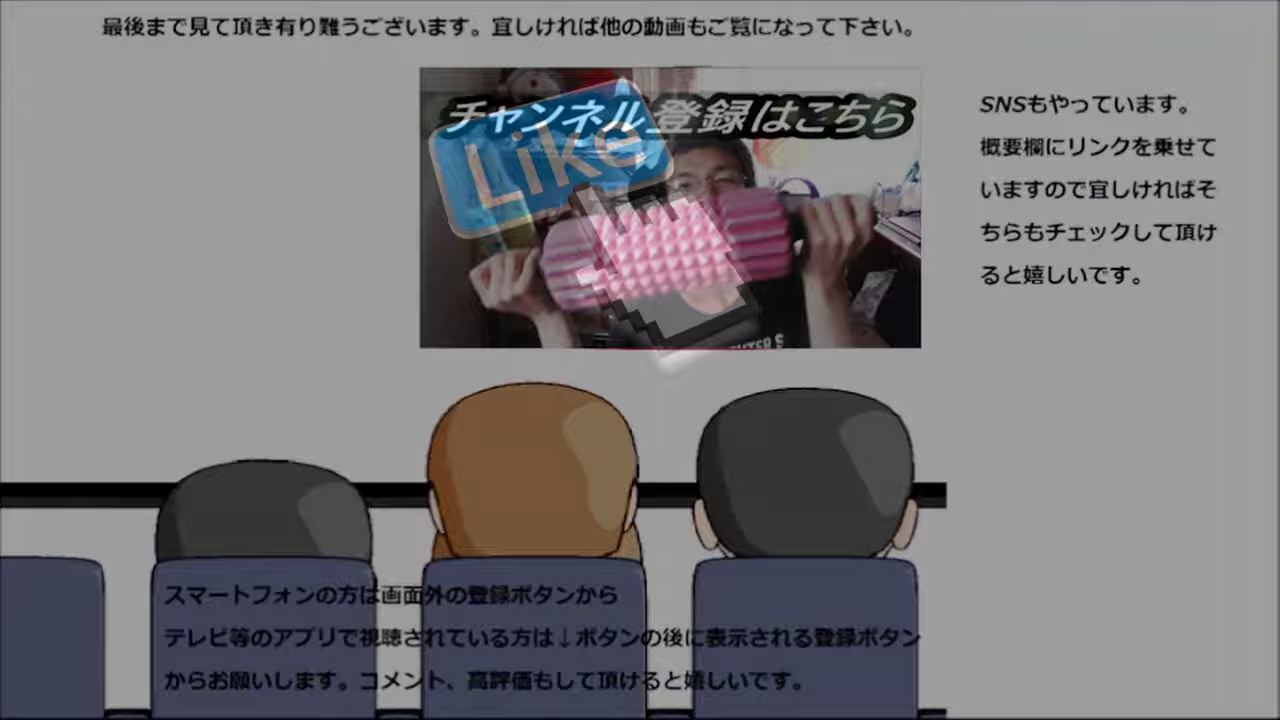 最後まで見て頂き有り難うございます。宜しければ他の動画もご覧になって下さい。
チャンネル登録はこちら
Like
SNSもやっています。
概要欄にリンクを乗せて
いますので宜しければそ
ちらもチェックして頂け
ると嬉しいです。
スマートフォンの方は画面外の登録ボタンから
テレビ等のアプリで視聴されている方は↓ボタンの後に表示される登録ボタン
からお願いします。コメント、高評価もして頂けると嬉しいです。